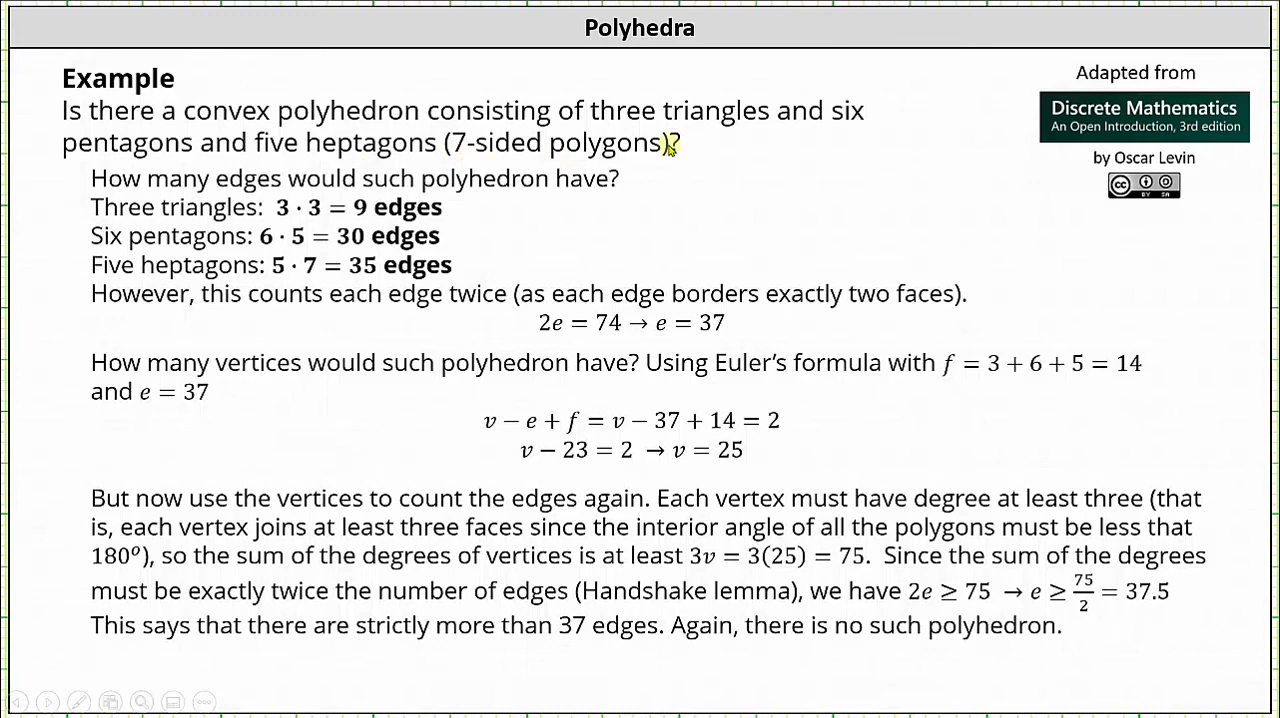 Polyhedra
Example
Is there a convex polyhedron consisting of three triangles and six
pentagons and five heptagons (7-sided polygons)?
Adapted from
Discrete Mathematics
An Open Introduction, 3rd edition
by Oscar Levin
cc
BY SA
How many edges would such polyhedron have?
Three triangles: 3 · 3 = 9 edges
Six pentagons: 6 · 5 = 30 edges
Five heptagons: 5 · 7 = 35 edges
However, this counts each edge twice (as each edge borders exactly two faces).
2e = 74 → e = 37
How many vertices would such polyhedron have? Using Euler's formula with f = 3 + 6 + 5 = 14
and e = 37
v − e + f = v − 37 + 14 = 2
v − 23 = 2 → v = 25
But now use the vertices to count the edges again. Each vertex must have degree at least three (that
is, each vertex joins at least three faces since the interior angle of all the polygons must be less that
180º), so the sum of the degrees of vertices is at least 3v = 3(25) = 75. Since the sum of the degrees
must be exactly twice the number of edges (Handshake lemma), we have 2e ≥ 75 → e ≥ 75/2 = 37.5
This says that there are strictly more than 37 edges. Again, there is no such polyhedron.